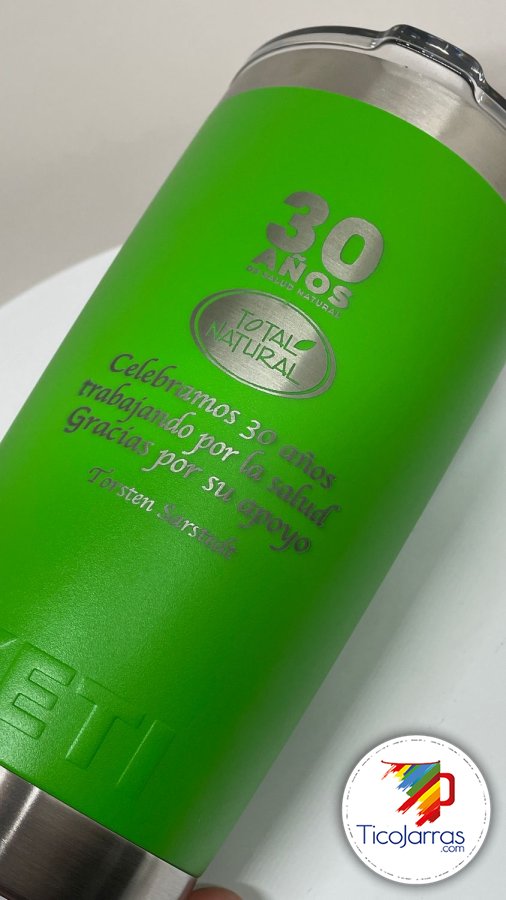 30
AÑOS
DE SALUD NATURAL
TOTAL
NATURAL
Celebramos 30 años
trabajando por la salud
Gracias por su apoyo
Torsten Sarstedt
YETI
TicoJarras
.com